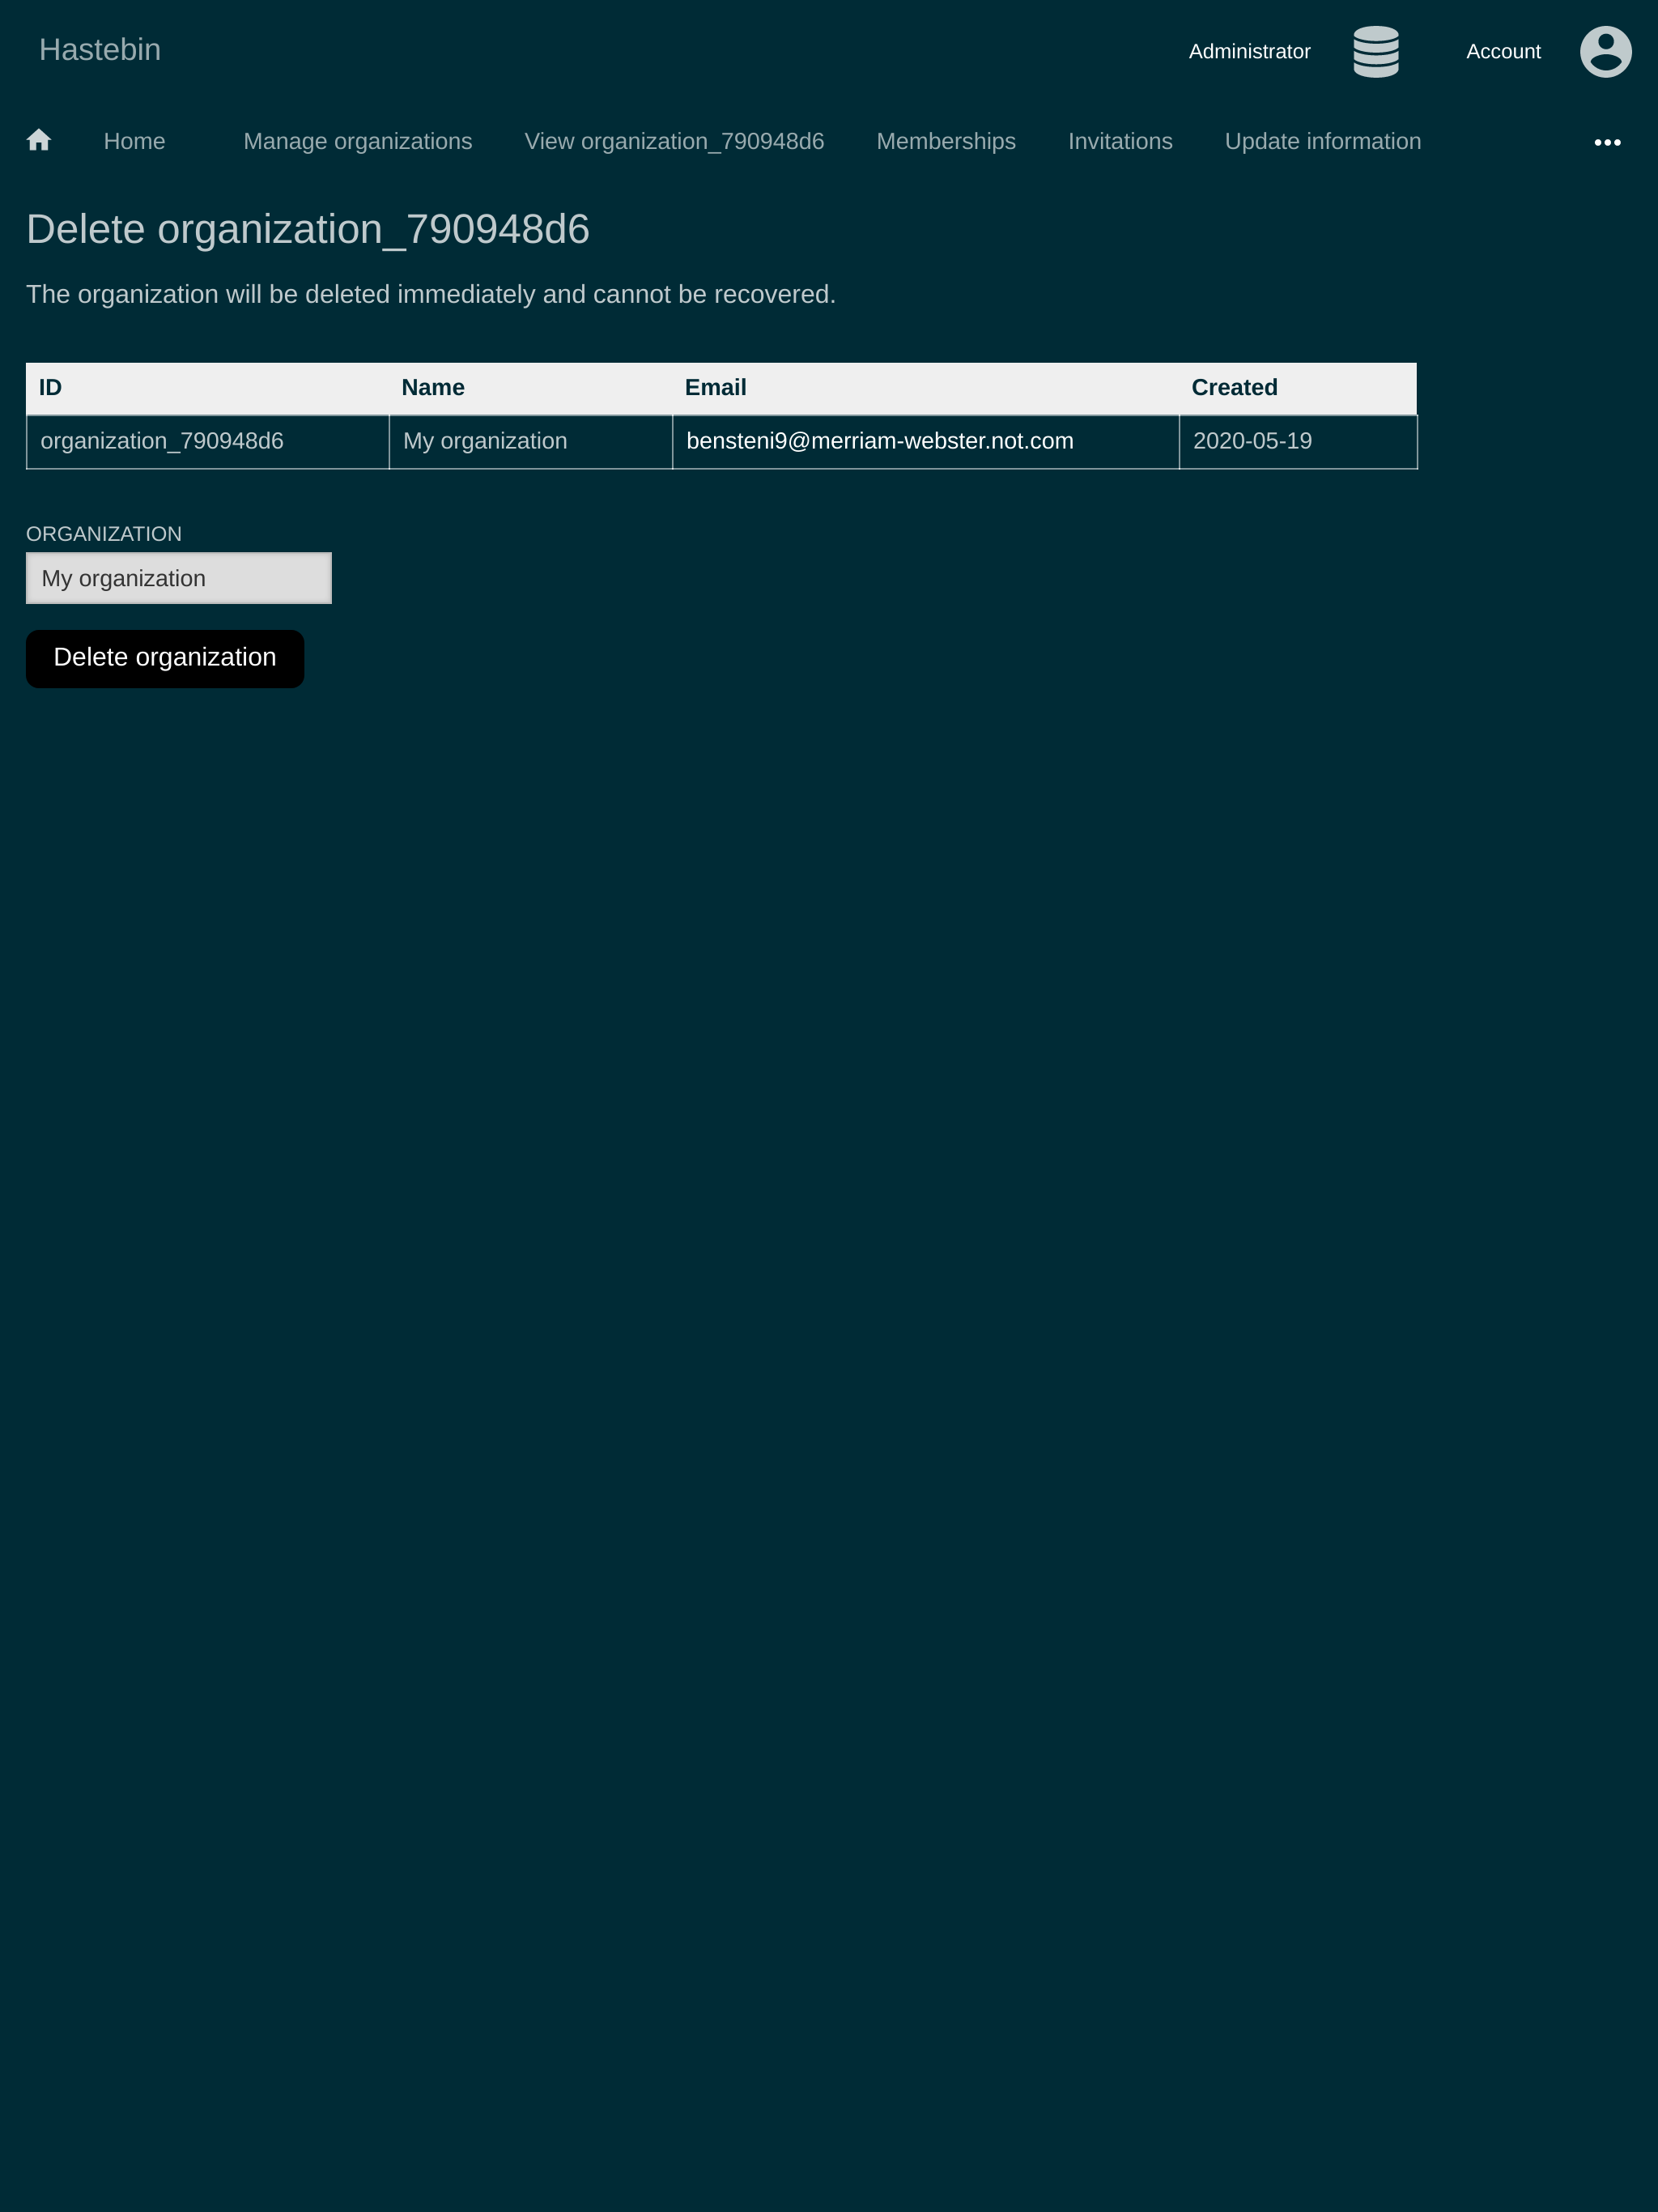 Hastebin
Administrator
Account
Home
Manage organizations
View organization_790948d6
Memberships
Invitations
Update information
Delete organization_790948d6
The organization will be deleted immediately and cannot be recovered.
ID Name Email Created
organization_790948d6 My organization bensteni9@merriam-webster.not.com 2020-05-19
ORGANIZATION
My organization
Delete organization